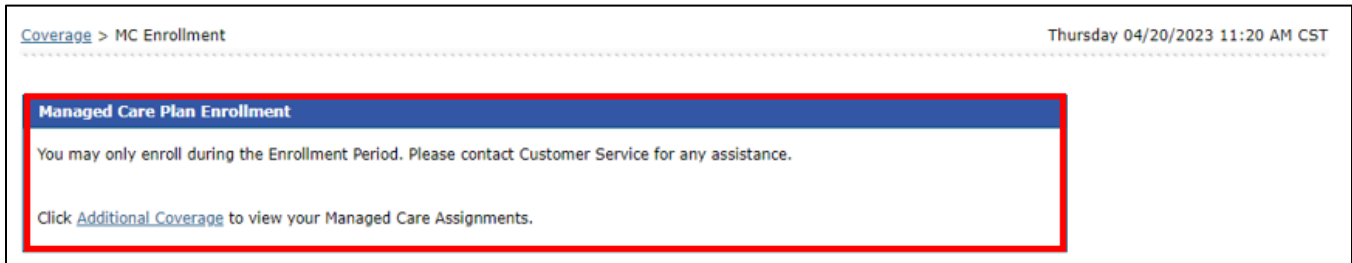 Coverage > MC Enrollment
Thursday 04/20/2023 11:20 AM CST
Managed Care Plan Enrollment
You may only enroll during the Enrollment Period. Please contact Customer Service for any assistance.
Click Additional Coverage to view your Managed Care Assignments.